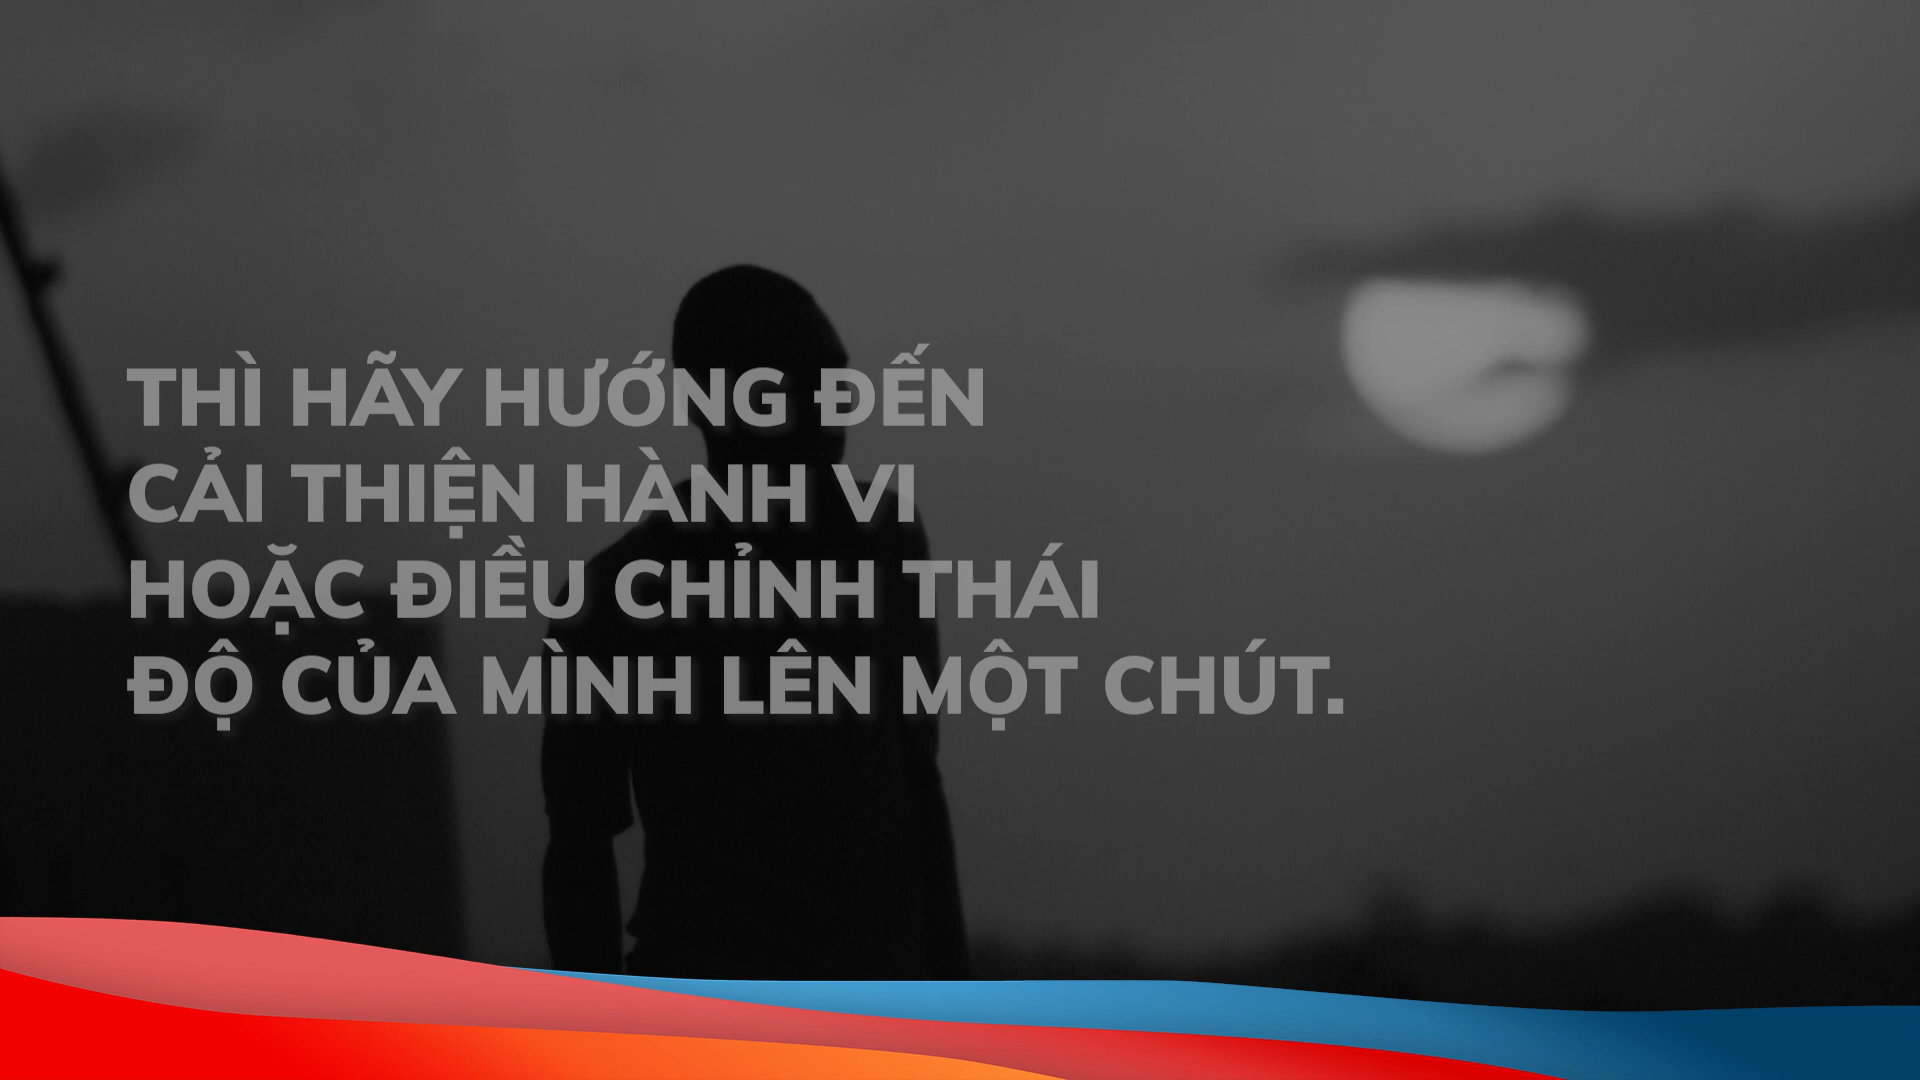 THÌ HÃY HƯỚNG ĐẾN
CẢI THIỆN HÀNH VI
HOẶC ĐIỀU CHỈNH THÁI
ĐỘ CỦA MÌNH LÊN MỘT CHÚT.